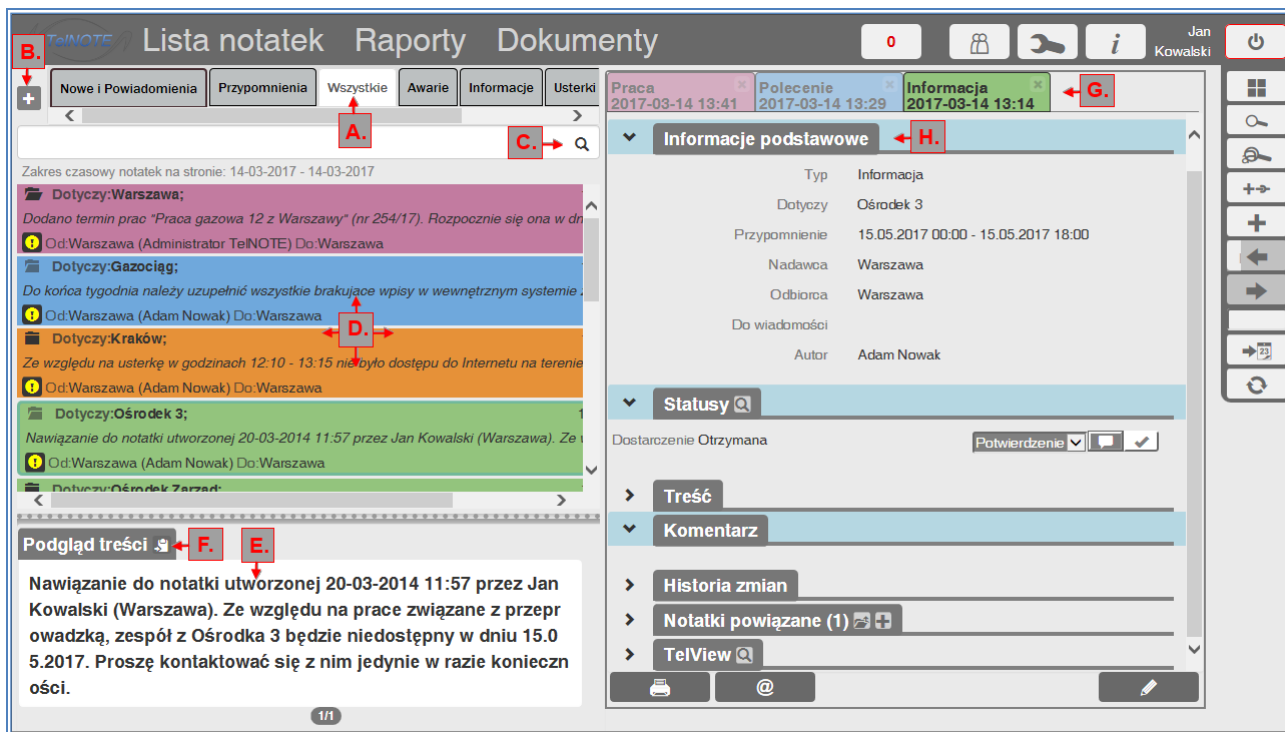 TelNOTE Lista notatek Raporty Dokumenty
0
i
Jan
Kowalski
B.
Nowe i Powiadomienia Przypomnienia Wszystkie Awarie Informacje Usterki
A.
C.
Zakres czasowy notatek na stronie: 14-03-2017 - 14-03-2017
Dotyczy:Warszawa;
Dodano termin prac "Praca gazowa 12 z Warszawy" (nr 254/17). Rozpocznie się ona w dn
Od:Warszawa (Administrator TelNOTE) Do:Warszawa
Dotyczy:Gazociąg;
Do końca tygodnia należy uzupełnić wszystkie brakujące wpisy w wewnętrznym systemie
Od:Warszawa (Adam Nowak) Do:Warszawa
D.
Dotyczy:Kraków;
Ze względu na usterkę w godzinach 12:10 - 13:15 nie było dostępu do Internetu na terenie
Od:Warszawa (Adam Nowak) Do:Warszawa
Dotyczy:Ośrodek 3;
Nawiązanie do notatki utworzonej 20-03-2014 11:57 przez Jan Kowalski (Warszawa). Ze
Od:Warszawa (Adam Nowak) Do:Warszawa
Dotyczy:Ośrodek Zarząd;
Podgląd treści F. E.
Nawiązanie do notatki utworzonej 20-03-2014 11:57 przez Jan
Kowalski (Warszawa). Ze względu na prace związane z przepr
owadzką, zespół z Ośrodka 3 będzie niedostępny w dniu 15.0
5.2017. Proszę kontaktować się z nim jedynie w razie konieczn
ości.
1/1
Praca Polecenie Informacja
2017-03-14 13:41 2017-03-14 13:29 2017-03-14 13:14
G.
Informacje podstawowe H.
Typ Informacja
Dotyczy Ośrodek 3
Przypomnienie 15.05.2017 00:00 - 15.05.2017 18:00
Nadawca Warszawa
Odbiorca Warszawa
Do wiadomości
Autor Adam Nowak
Statusy
Dostarczenie Otrzymana Potwierdzenie
Treść
Komentarz
Historia zmian
Notatki powiązane (1)
TelView
@
23